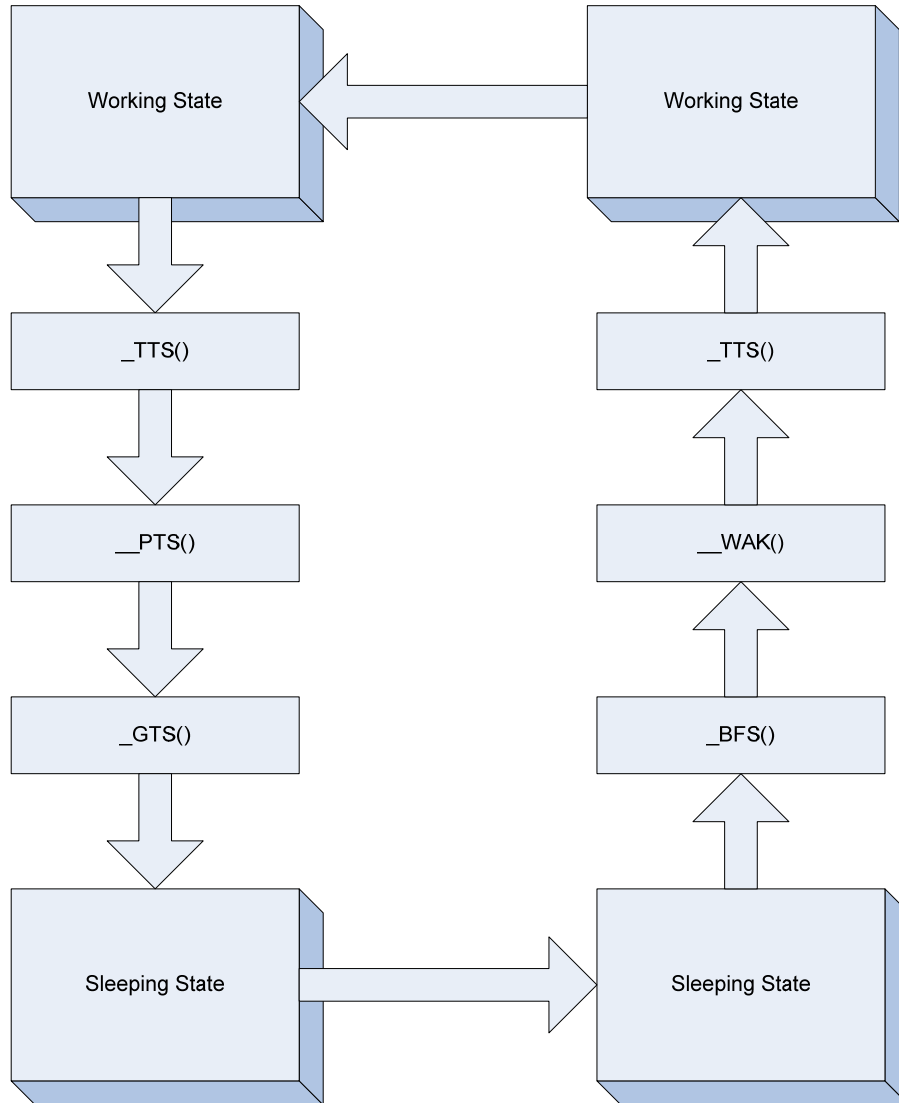 Working State
Working State
_TTS()
_TTS()
__PTS()
__WAK()
_GTS()
_BFS()
Sleeping State
Sleeping State